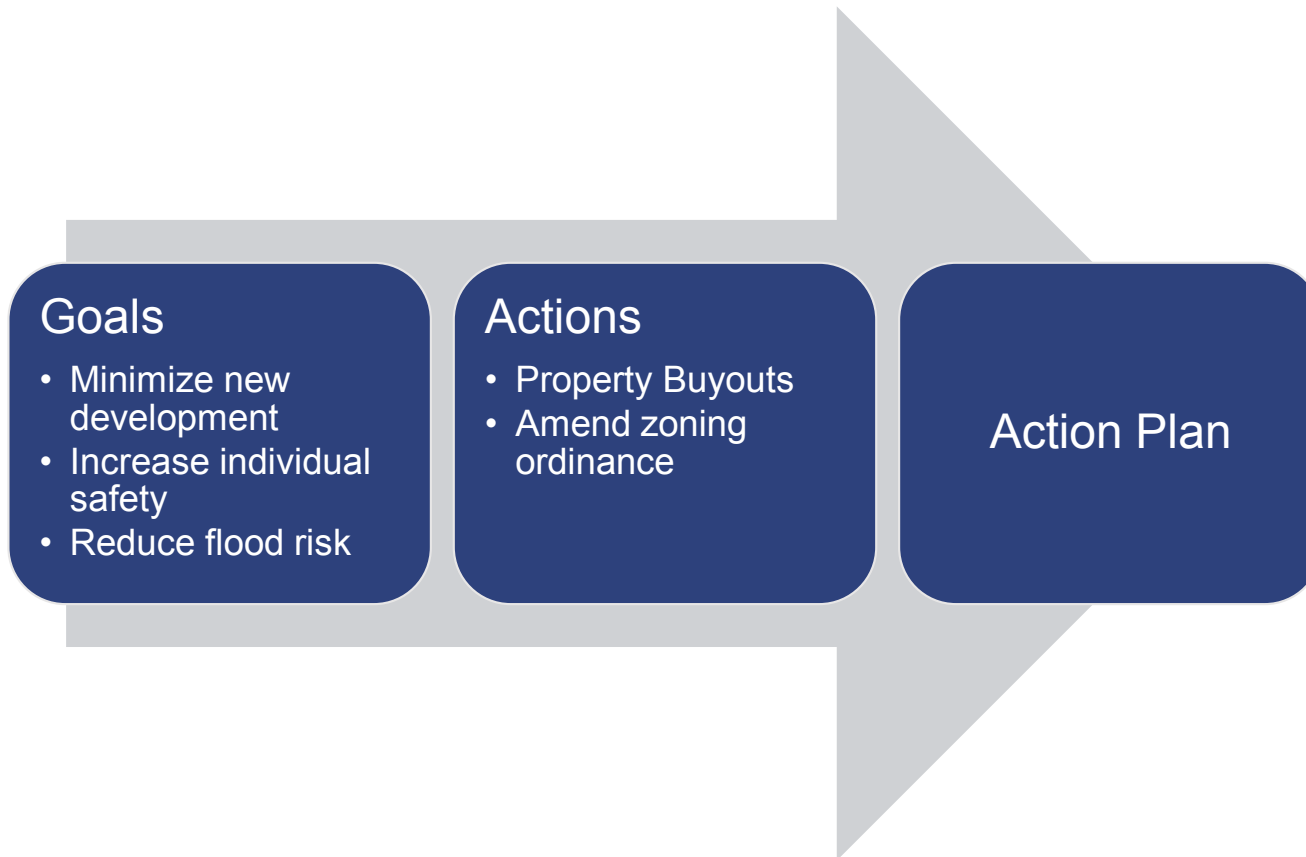 Goals
• Minimize new
development
• Increase individual
safety
• Reduce flood risk
Actions
• Property Buyouts
• Amend zoning
ordinance
Action Plan